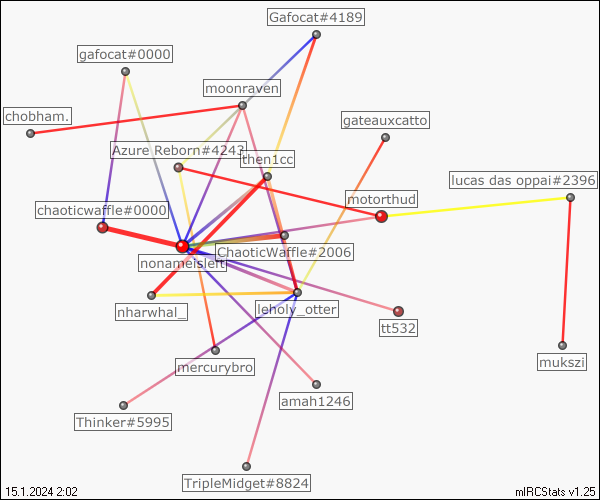 Gafocat#4189
gafocat#0000
moonraven
chobham.
gateauxcatto
Azure Reborn#4243
then1cc
lucas das oppai#2396
motorthud
chaoticwaffle#0000
ChaoticWaffle#2006
nonameisleft
nharwhal_
leholy_otter
tt532
mercurybro
mukszi
amah1246
Thinker#5995
TripleMidget#8824
15.1.2024 2:02
mIRCStats v1.25